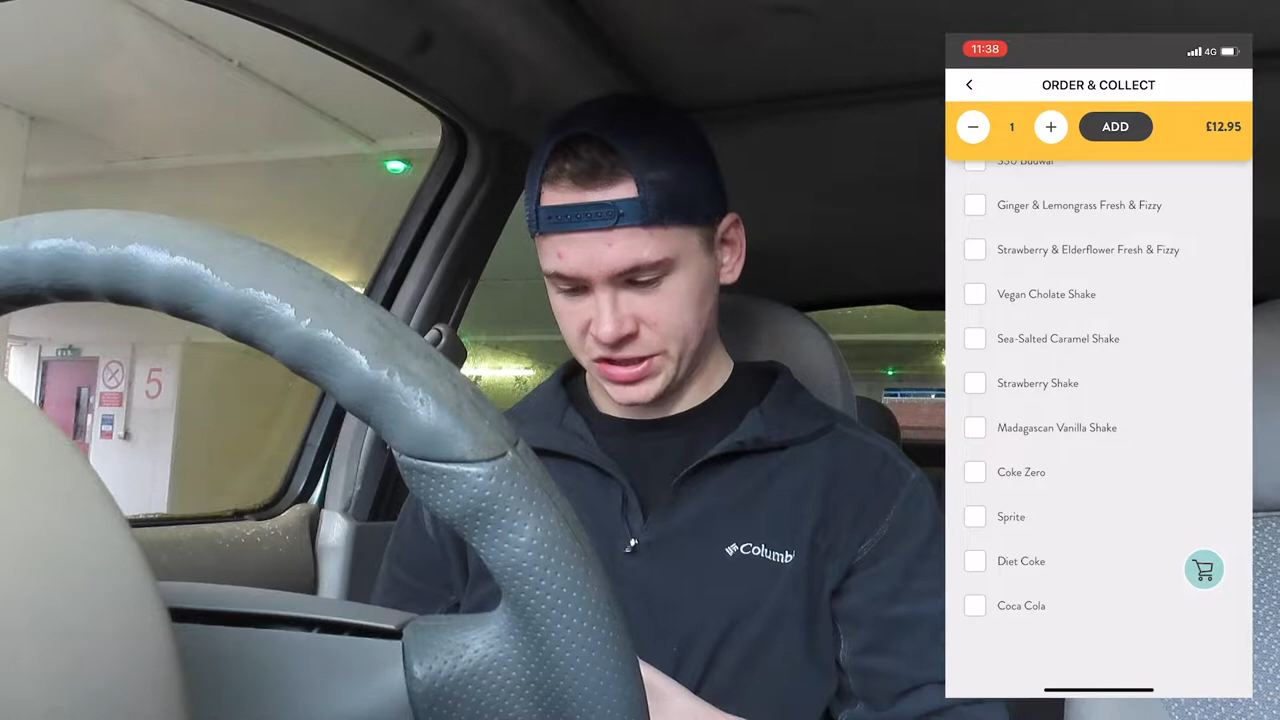 5
Columb
11:38
4G
ORDER & COLLECT
1
ADD
£12.95
Ginger & Lemongrass Fresh & Fizzy
Strawberry & Elderflower Fresh & Fizzy
Vegan Cholate Shake
Sea-Salted Caramel Shake
Strawberry Shake
Madagascan Vanilla Shake
Coke Zero
Sprite
Diet Coke
Coca Cola